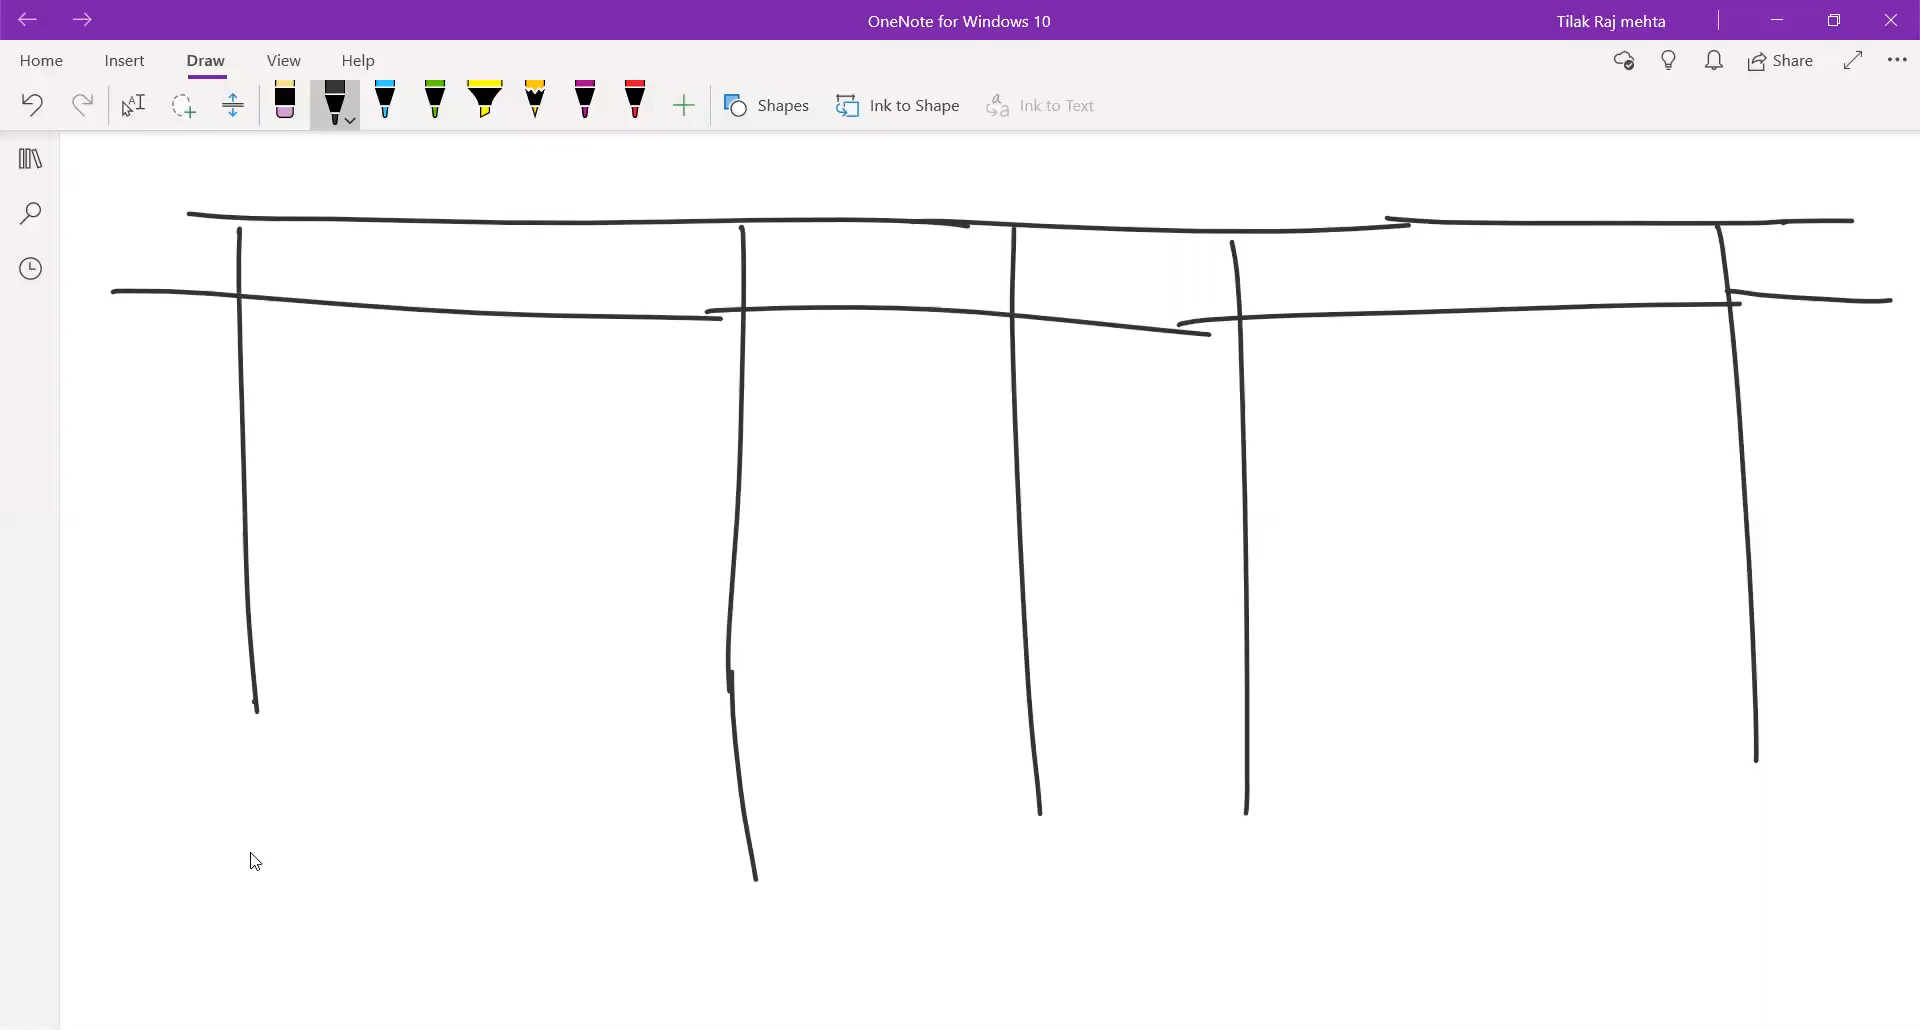 OneNote for Windows 10
Tilak Raj mehta
Home Insert Draw View Help
Share
Shapes Ink to Shape Ink to Text